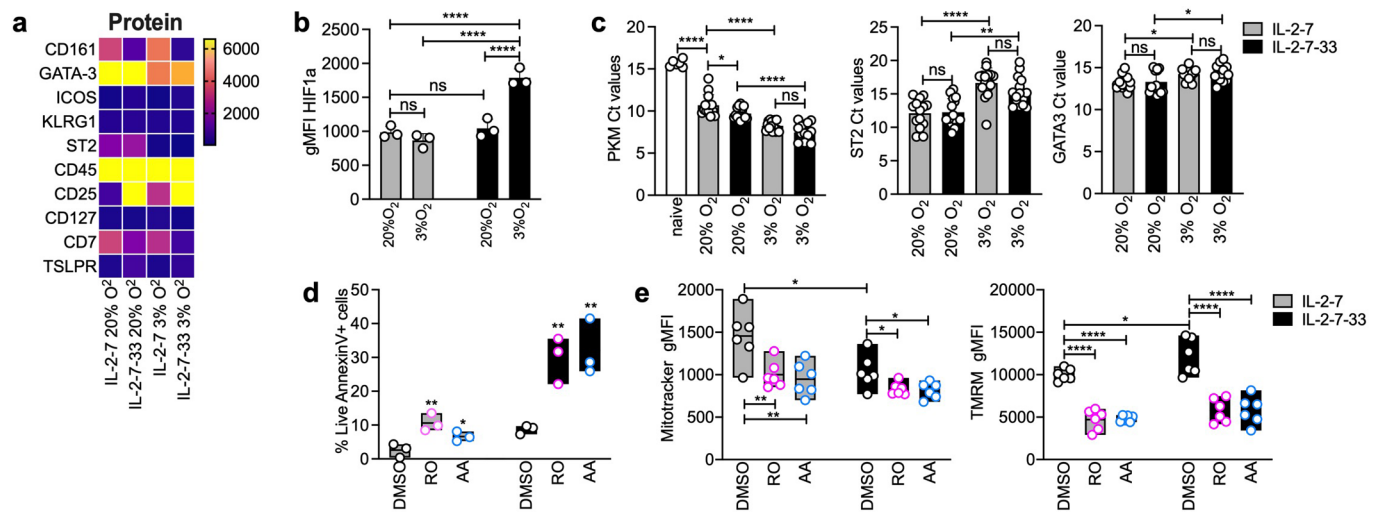 a
Protein
CD161
GATA-3
ICOS
KLRG1
ST2
CD45
CD25
CD127
CD7
TSLPR
6000
4000
2000
IL-2-7 20% O²
IL-2-7-33 20% O²
IL-2-7 3% O²
IL-2-7-33 3% O²
b
gMFI HIF1a
2500
2000
1500
1000
500
0
****
****
****
ns
ns
20%O₂
3%O₂
20%O₂
3%O₂
c
PKM Ct values
20
15
10
5
0
****
****
*
****
ns
naive
20% O₂
20% O₂
3% O₂
3% O₂
ST2 Ct values
25
20
15
10
5
0
****
**
ns
ns
20% O₂
20% O₂
3% O₂
3% O₂
GATA3 Ct value
20
15
10
5
0
*
*
ns
ns
20% O₂
20% O₂
3% O₂
3% O₂
IL-2-7
IL-2-7-33
d
% Live AnnexinV+ cells
50
40
30
20
10
0
**
*
**
**
DMSO
RO
AA
DMSO
RO
AA
e
Mitotracker gMFI
2000
1500
1000
500
0
*
**
**
*
*
DMSO
RO
AA
DMSO
RO
AA
TMRM gMFI
20000
15000
10000
5000
0
*
****
****
****
****
DMSO
RO
AA
DMSO
RO
AA
IL-2-7
IL-2-7-33